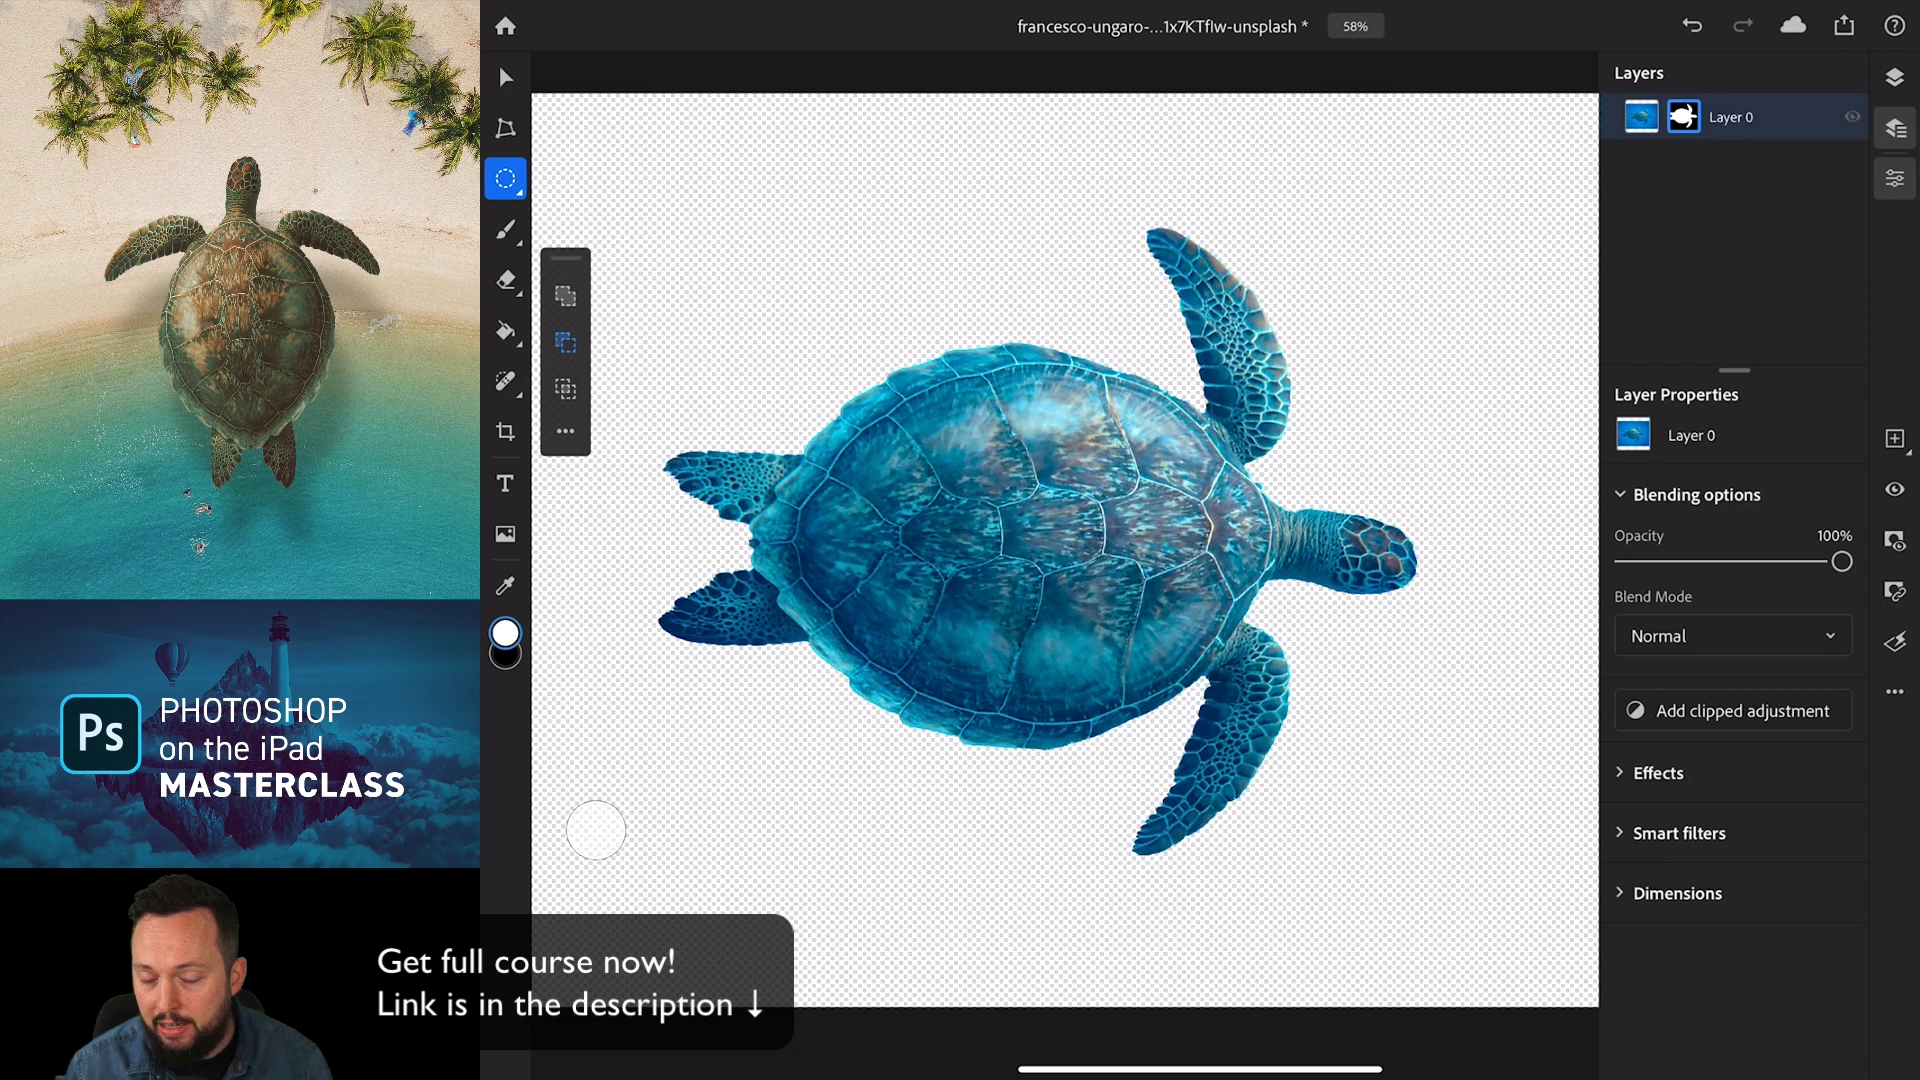 francesco-ungaro-...1x7KTfIw-unsplash *
58%
Layers
Layer 0
Layer Properties
Layer 0
Blending options
Opacity
100%
Blend Mode
Normal
Add clipped adjustment
Effects
Smart filters
Dimensions
Ps
PHOTOSHOP
on the iPad
MASTERCLASS
Get full course now!
Link is in the description ↓